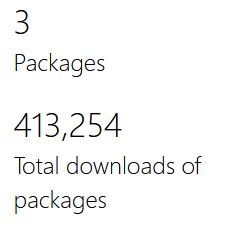 3
Packages
413,254
Total downloads of
packages